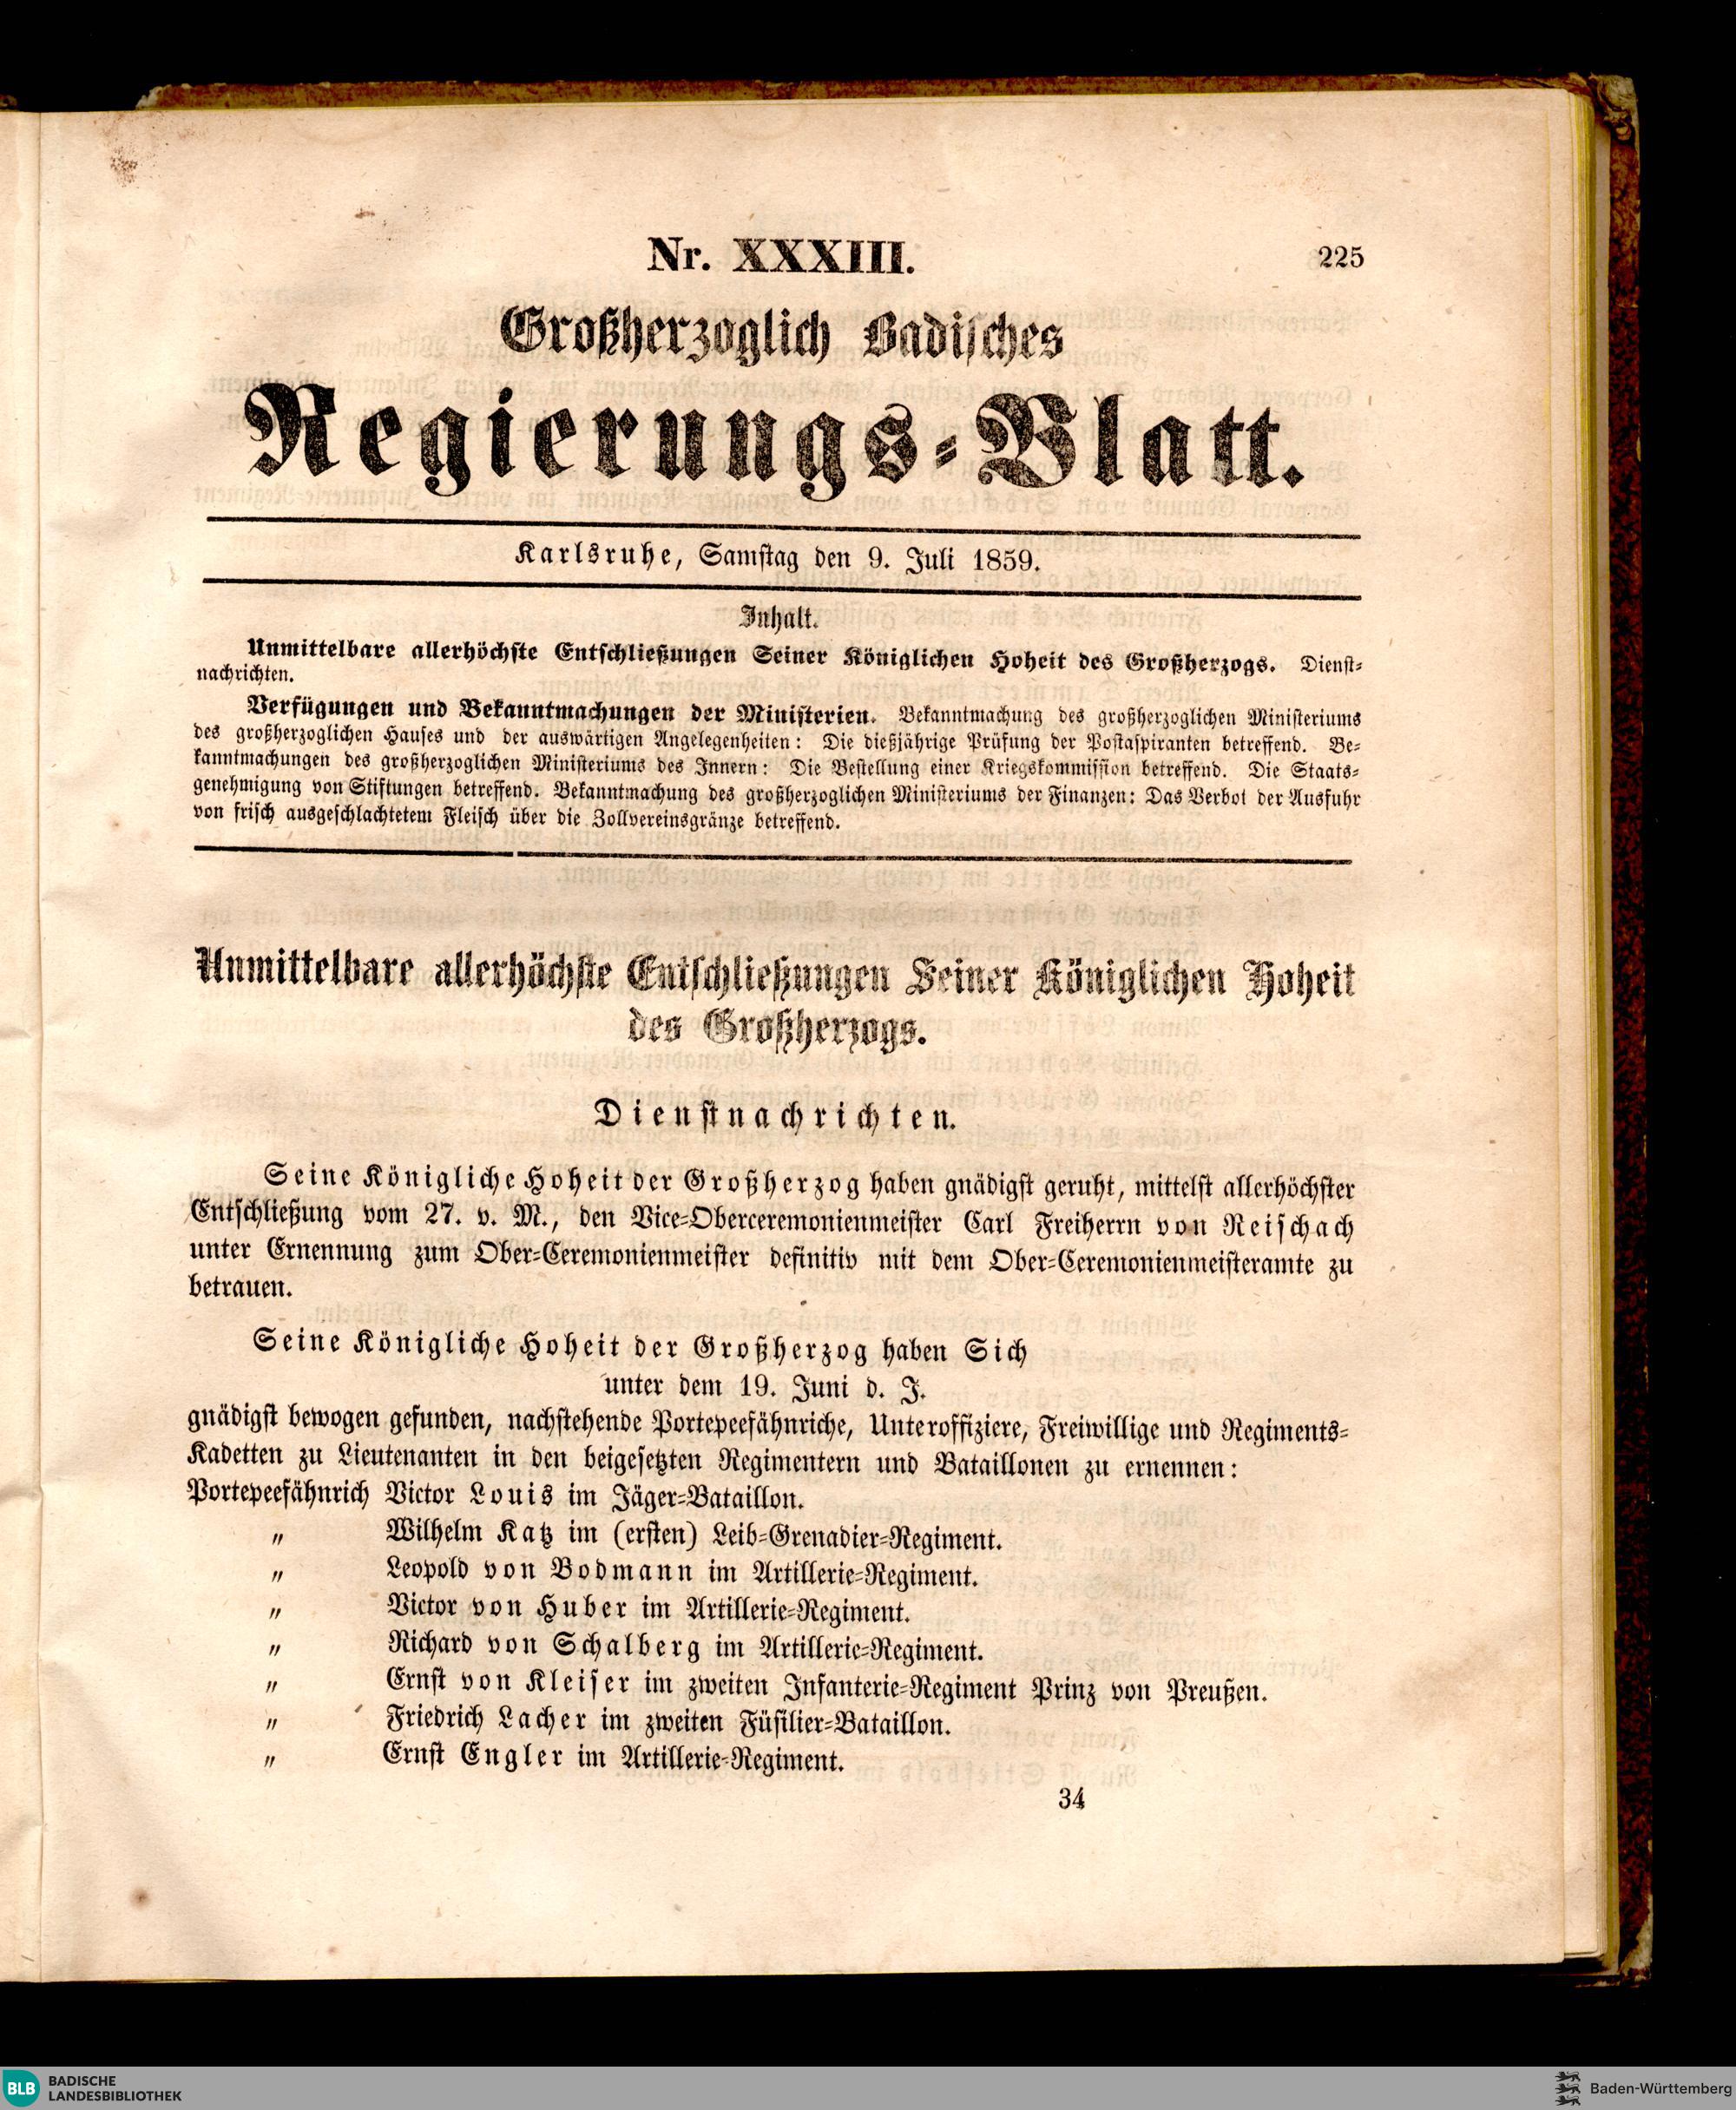 Nr. XXXIII.
225
Großherzoglich Badisches
Regierungs-Blatt.
Karlsruhe, Samstag den 9. Juli 1859.
Inhalt.
Unmittelbare allerhöchste Entschließungen Seiner Königlichen Hoheit des Großherzogs. Dienst-
nachrichten.
Verfügungen und Bekanntmachungen der Ministerien. Bekanntmachung des großherzoglichen Ministeriums
des großherzoglichen Hauses und der auswärtigen Angelegenheiten: Die dießjährige Prüfung der Postaspiranten betreffend. Be-
kanntmachungen des großherzoglichen Ministeriums des Innern: Die Bestellung einer Kriegskommission betreffend. Die Staats-
genehmigung von Stiftungen betreffend. Bekanntmachung des großherzoglichen Ministeriums der Finanzen: Das Verbot der Ausfuhr
von frisch ausgeschlachtetem Fleisch über die Zollvereinsgränze betreffend.
Unmittelbare allerhöchste Entschließungen Seiner Königlichen Hoheit
des Großherzogs.
Dienstnachrichten.
Seine Königliche Hoheit der Großherzog haben gnädigst geruht, mittelst allerhöchster
Entschließung vom 27. v. M., den Vice-Oberceremonienmeister Carl Freiherrn von Reischach
unter Ernennung zum Ober-Ceremonienmeister definitiv mit dem Ober-Ceremonienmeisteramte zu
betrauen.
Seine Königliche Hoheit der Großherzog haben Sich
unter dem 19. Juni d. J.
gnädigst bewogen gefunden, nachstehende Portepeefähnriche, Unteroffiziere, Freiwillige und Regiments-
Kadetten zu Lieutenanten in den beigesetzten Regimentern und Bataillonen zu ernennen:
Portepeefähnrich Victor Louis im Jäger-Bataillon.
" Wilhelm Katz im (ersten) Leib-Grenadier-Regiment.
" Leopold von Bodmann im Artillerie-Regiment.
" Victor von Huber im Artillerie-Regiment.
" Richard von Schalberg im Artillerie-Regiment.
" Ernst von Kleiser im zweiten Infanterie-Regiment Prinz von Preußen.
" Friedrich Lacher im zweiten Füsilier-Bataillon.
" Ernst Engler im Artillerie-Regiment.
34
BLB BADISCHE
LANDESBIBLIOTHEK
Baden-Württemberg